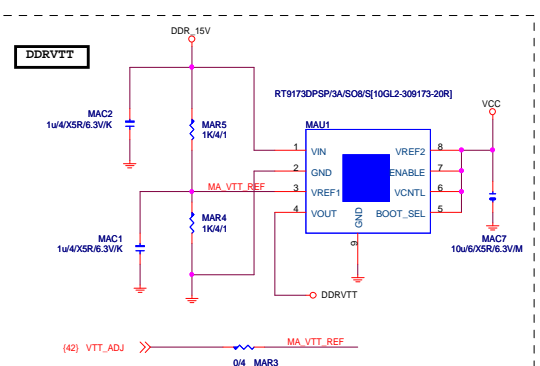 DDRVTT
DDR_15V
RT9173DPSP/3A/SO8/S[10GL2-309173-20R]
VCC
MAC2
1u/4/X5R/6.3V/K
MAR5
1K/4/1
MAU1
1 VIN VREF2 8
2 GND ENABLE 7
MA_VTT_REF 3 VREF1 VCNTL 6
4 VOUT BOOT_SEL 5
GND
9
MAR4
1K/4/1
MAC1
1u/4/X5R/6.3V/K
MAC7
10u/6/X5R/6.3V/M
DDRVTT
{42} VTT_ADJ MA_VTT_REF
0/4 MAR3